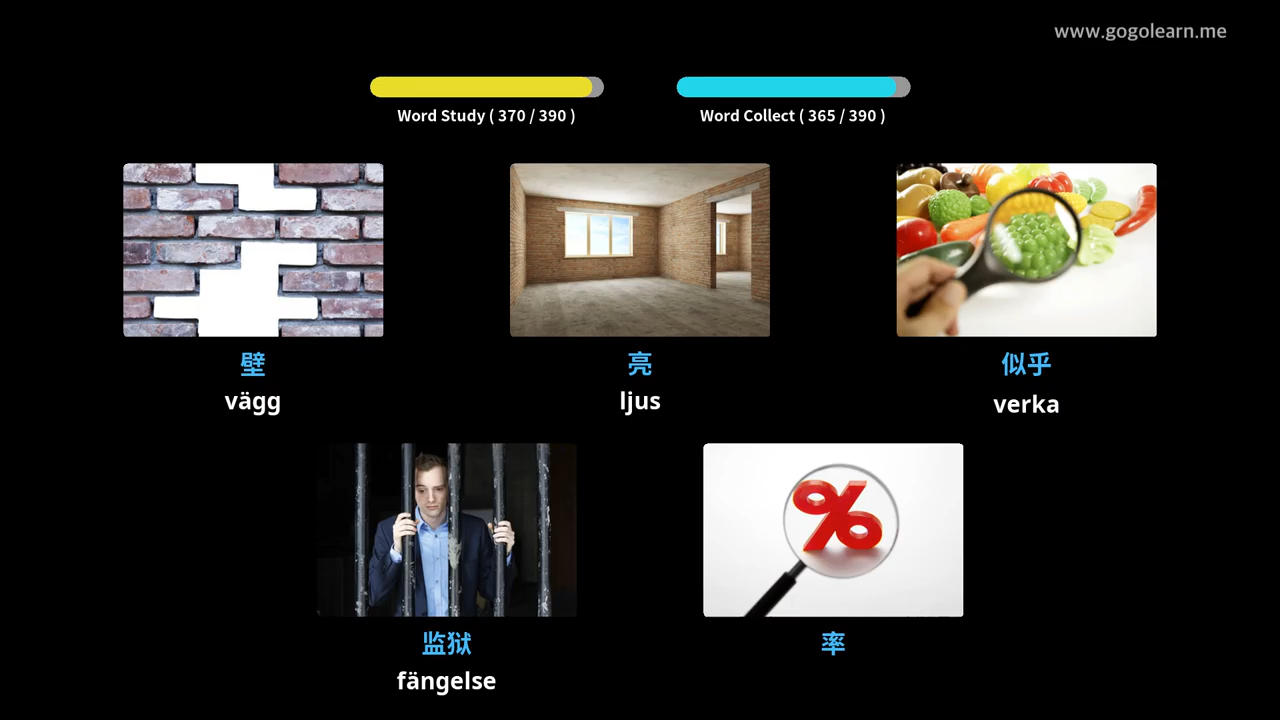 www.gogolearn.me
Word Study ( 370 / 390 )
Word Collect ( 365 / 390 )
壁
vägg
亮
ljus
似乎
verka
监狱
fängelse
率
%